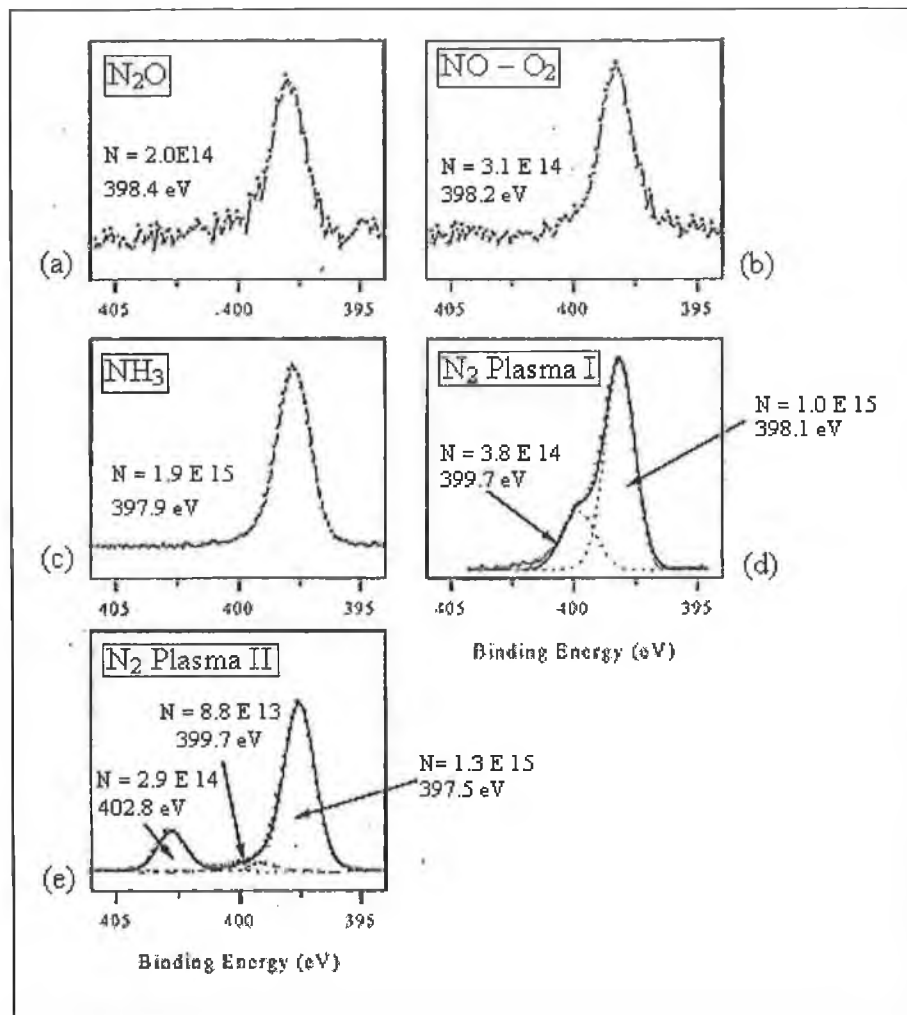 N₂O
N = 2.0E14
398.4 eV
(a)
405 400 395
NO – O₂
N = 3.1 E 14
398.2 eV
(b)
405 400 395
NH₃
N = 1.9 E 15
397.9 eV
(c)
405 400 395
N₂ Plasma I
N = 3.8 E 14
399.7 eV
N = 1.0 E 15
398.1 eV
(d)
405 400 395
Binding Energy (eV)
N₂ Plasma II
N = 8.8 E 13
399.7 eV
N = 2.9 E 14
402.8 eV
N= 1.3 E 15
397.5 eV
(e)
405 400 395
Binding Energy (eV)